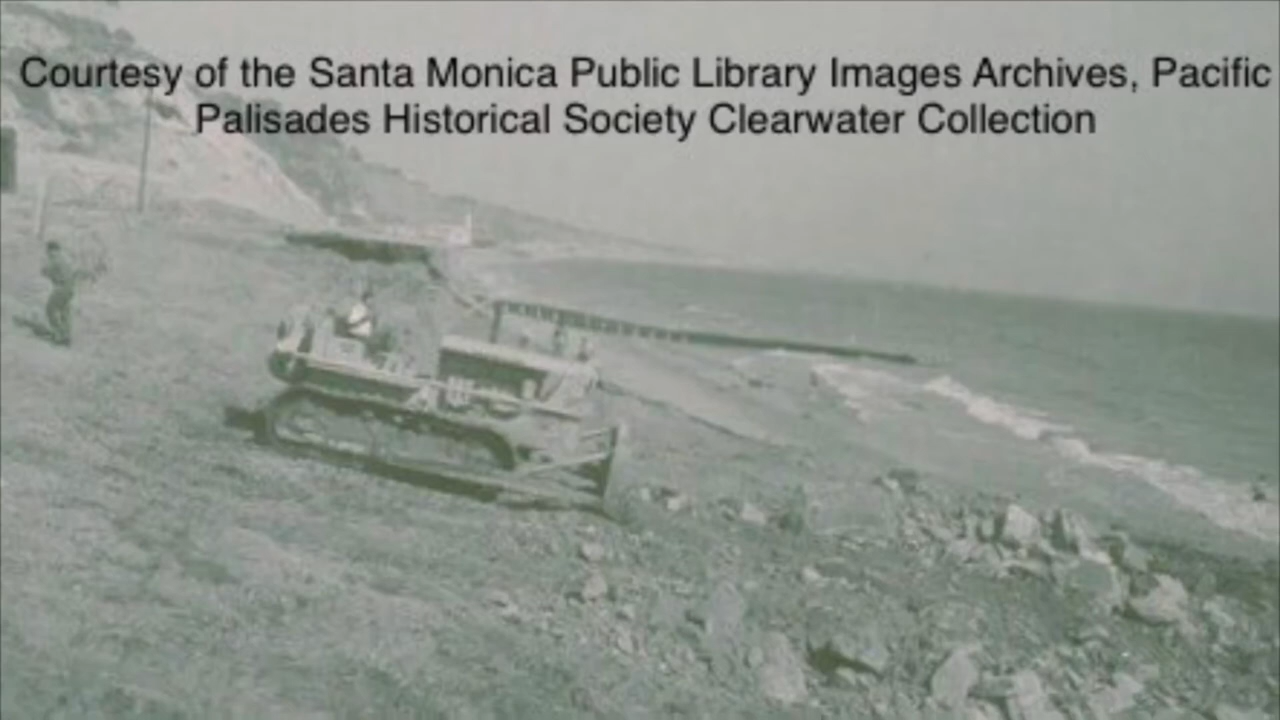 Courtesy of the Santa Monica Public Library Images Archives, Pacific
Palisades Historical Society Clearwater Collection